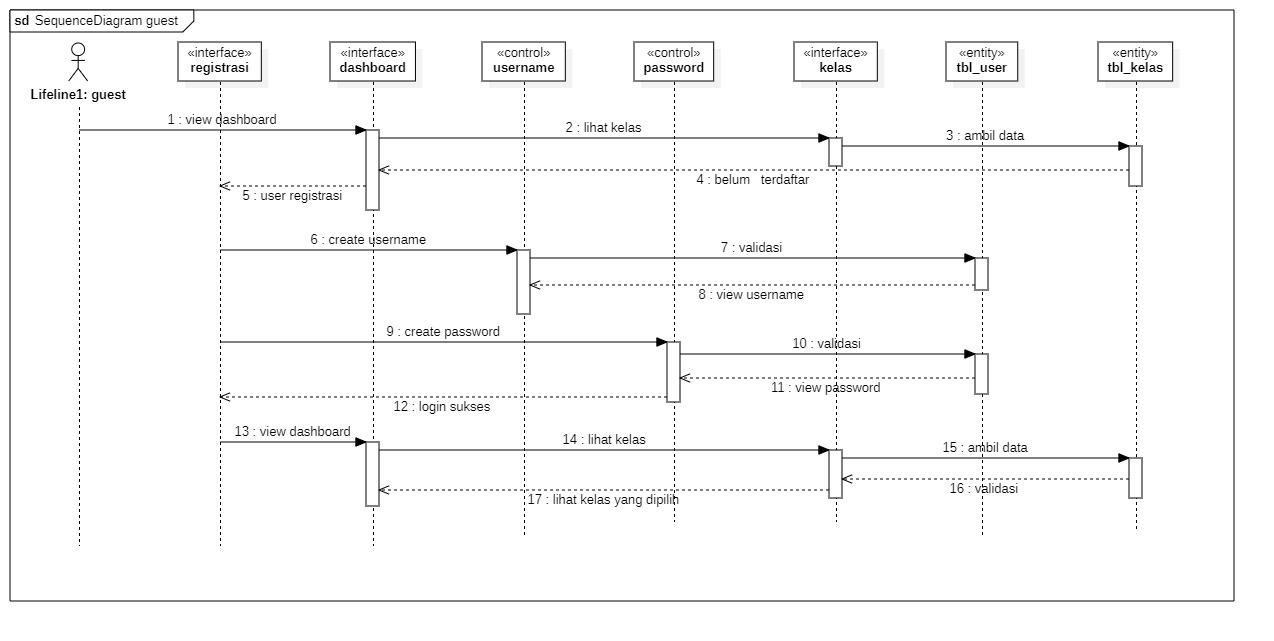 sd SequenceDiagram guest
«interface»
registrasi
«interface»
dashboard
«control»
username
«control»
password
«interface»
kelas
«entity»
tbl_user
«entity»
tbl_kelas
Lifeline1: guest
1 : view dashboard
2 : lihat kelas
3 : ambil data
4 : belum   terdaftar
5 : user registrasi
6 : create username
7 : validasi
8 : view username
9 : create password
10 : validasi
11 : view password
12 : login sukses
13 : view dashboard
14 : lihat kelas
15 : ambil data
16 : validasi
17 : lihat kelas yang dipilih